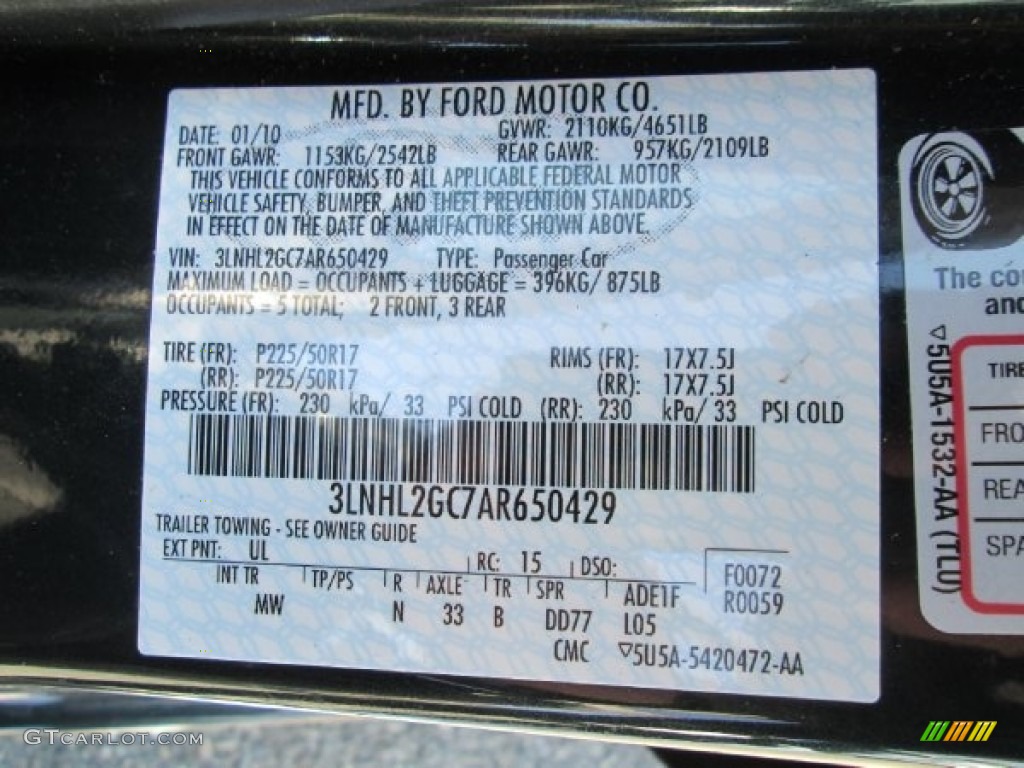 MFD. BY FORD MOTOR CO.
DATE: 01/10 GVWR: 2110KG/4651LB
FRONT GAWR: 1153KG/2542LB REAR GAWR: 957KG/2109LB
THIS VEHICLE CONFORMS TO ALL APPLICABLE FEDERAL MOTOR
VEHICLE SAFETY, BUMPER, AND THEFT PREVENTION STANDARDS
IN EFFECT ON THE DATE OF MANUFACTURE SHOWN ABOVE.
VIN: 3LNHL2GC7AR650429 TYPE: Passenger Car
MAXIMUM LOAD = OCCUPANTS + LUGGAGE = 396KG/ 875LB
OCCUPANTS = 5 TOTAL; 2 FRONT, 3 REAR
TIRE (FR): P225/50R17 RIMS (FR): 17X7.5J
(RR): P225/50R17 (RR): 17X7.5J
PRESSURE (FR): 230 kPa/ 33 PSI COLD (RR): 230 kPa/ 33 PSI COLD
3LNHL2GC7AR650429
TRAILER TOWING - SEE OWNER GUIDE
EXT PNT: UL RC: 15 DSO: F0072
INT TR TP/PS R AXLE TR SPR ADE1F R0059
MW N 33 B DD77 L05
CMC ▽5U5A-5420472-AA
The co
and
▽5U5A-1532-AA (TLU)
TIRE
FRO
REA
SPA
GTCARLOT.COM